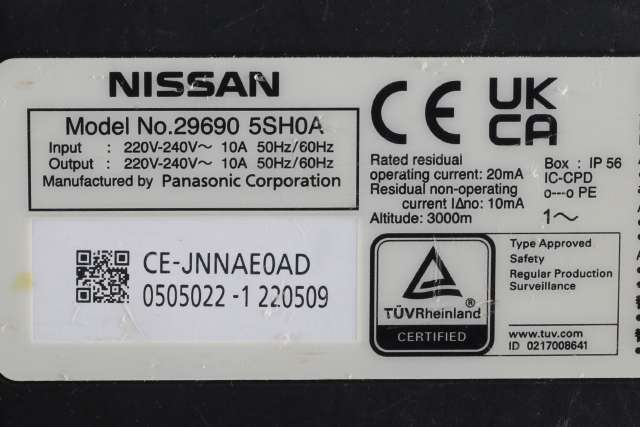 NISSAN
Model No.29690 5SH0A
Input : 220V-240V~ 10A 50Hz/60Hz
Output : 220V-240V~ 10A 50Hz/60Hz
Manufactured by Panasonic Corporation
CE-JNNAE0AD
0505022 -1 220509
CE
UK
CA
Rated residual
operating current: 20mA
Residual non-operating
current IΔno: 10mA
Altitude: 3000m
Box : IP 56
IC-CPD
o---o PE
1~
TÜVRheinland ®
CERTIFIED
Type Approved
Safety
Regular Production
Surveillance
www.tuv.com
ID 0217008641